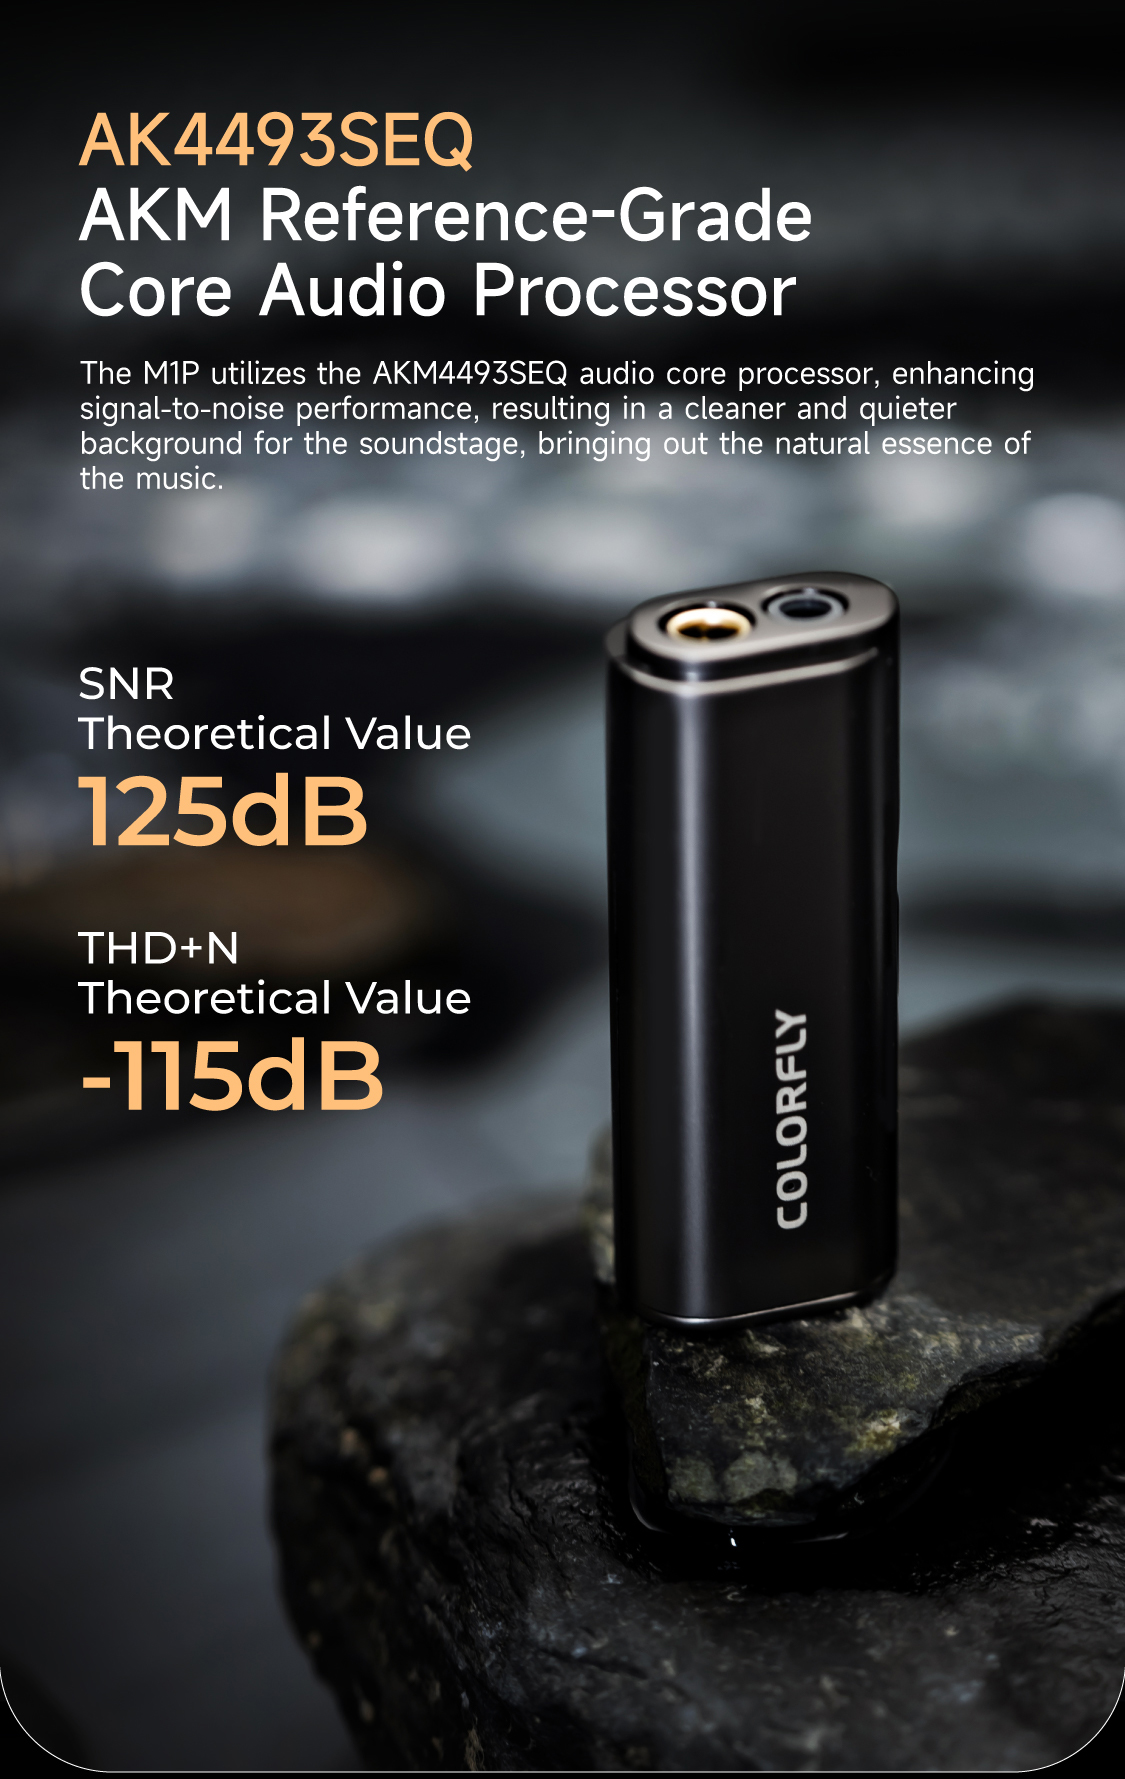 AK4493SEQ
AKM Reference-Grade
Core Audio Processor
The M1P utilizes the AKM4493SEQ audio core processor, enhancing
signal-to-noise performance, resulting in a cleaner and quieter
background for the soundstage, bringing out the natural essence of
the music.
SNR
Theoretical Value
125dB
THD+N
Theoretical Value
-115dB
COLORFLY